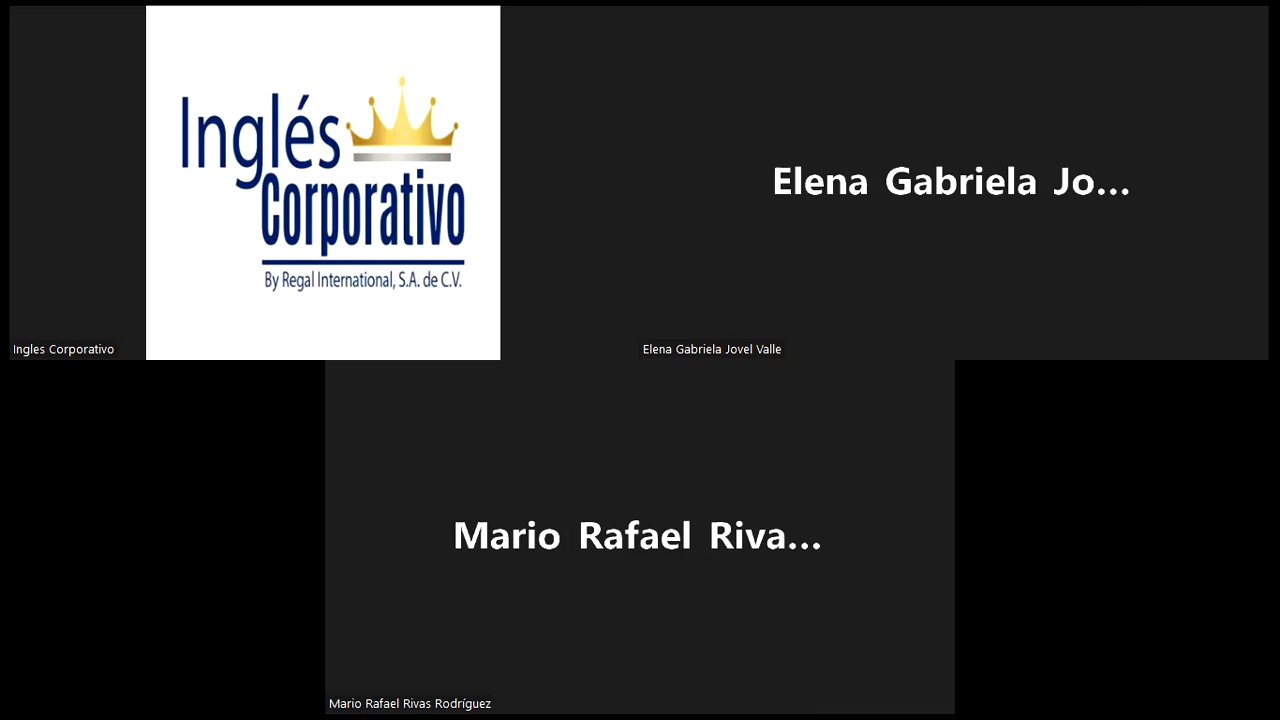 Inglés
Corporativo
By Regal International, S.A. de C.V.
Ingles Corporativo
Elena Gabriela Jo...
Elena Gabriela Jovel Valle
Mario Rafael Riva...
Mario Rafael Rivas Rodríguez